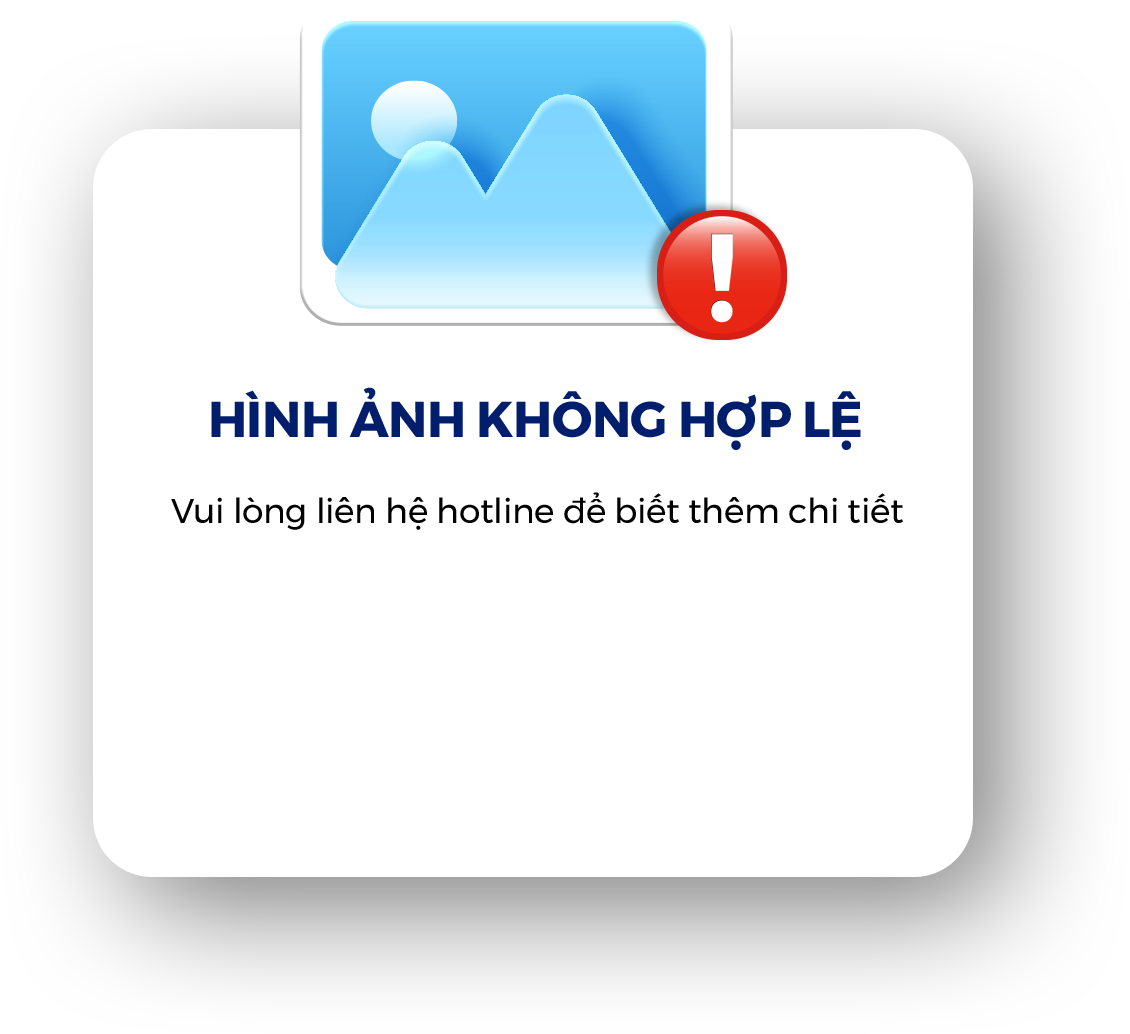 HÌNH ẢNH KHÔNG HỢP LỆ
Vui lòng liên hệ hotline để biết thêm chi tiết